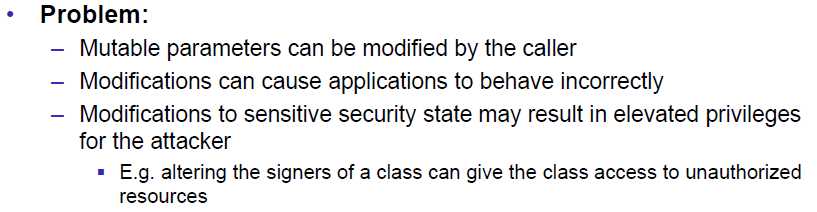 • Problem:
– Mutable parameters can be modified by the caller
– Modifications can cause applications to behave incorrectly
– Modifications to sensitive security state may result in elevated privileges
for the attacker
▪ E.g. altering the signers of a class can give the class access to unauthorized
resources